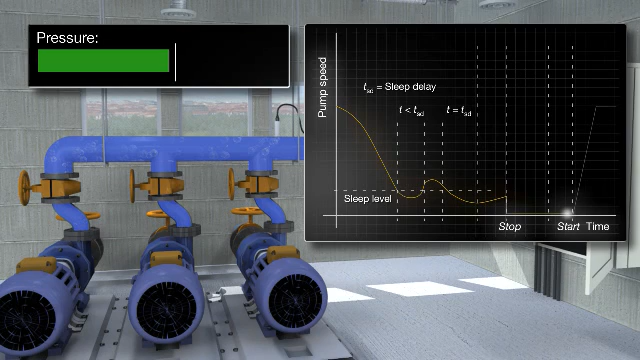 Pressure:
Pump speed
tsd = Sleep delay
t < tsd
t = tsd
Sleep level
Stop
Start
Time